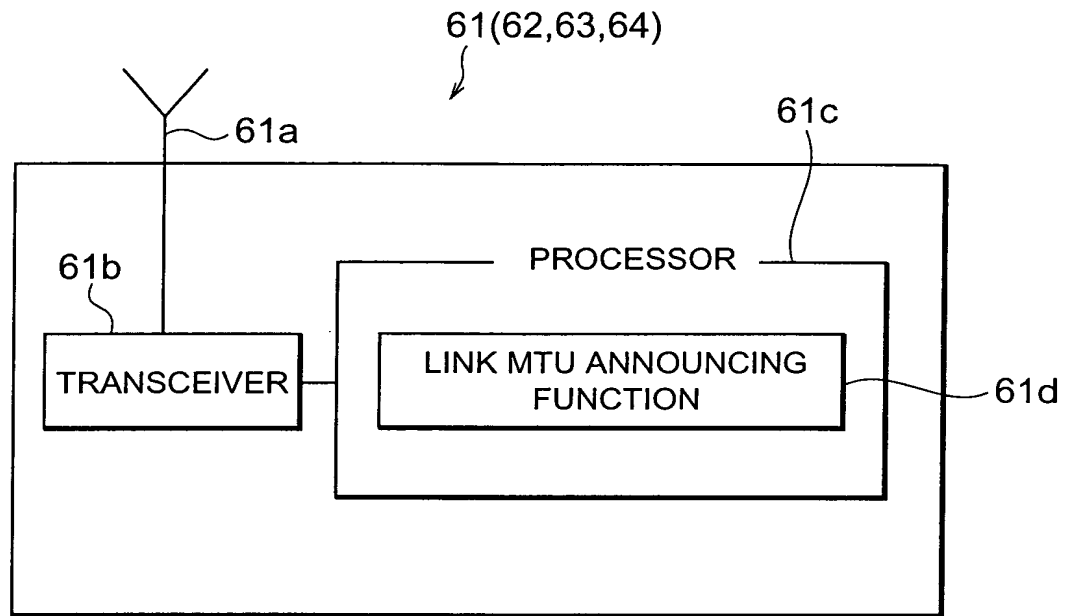 61(62,63,64)
61a
61c
PROCESSOR
61b
TRANSCEIVER
LINK MTU ANNOUNCING
FUNCTION
61d